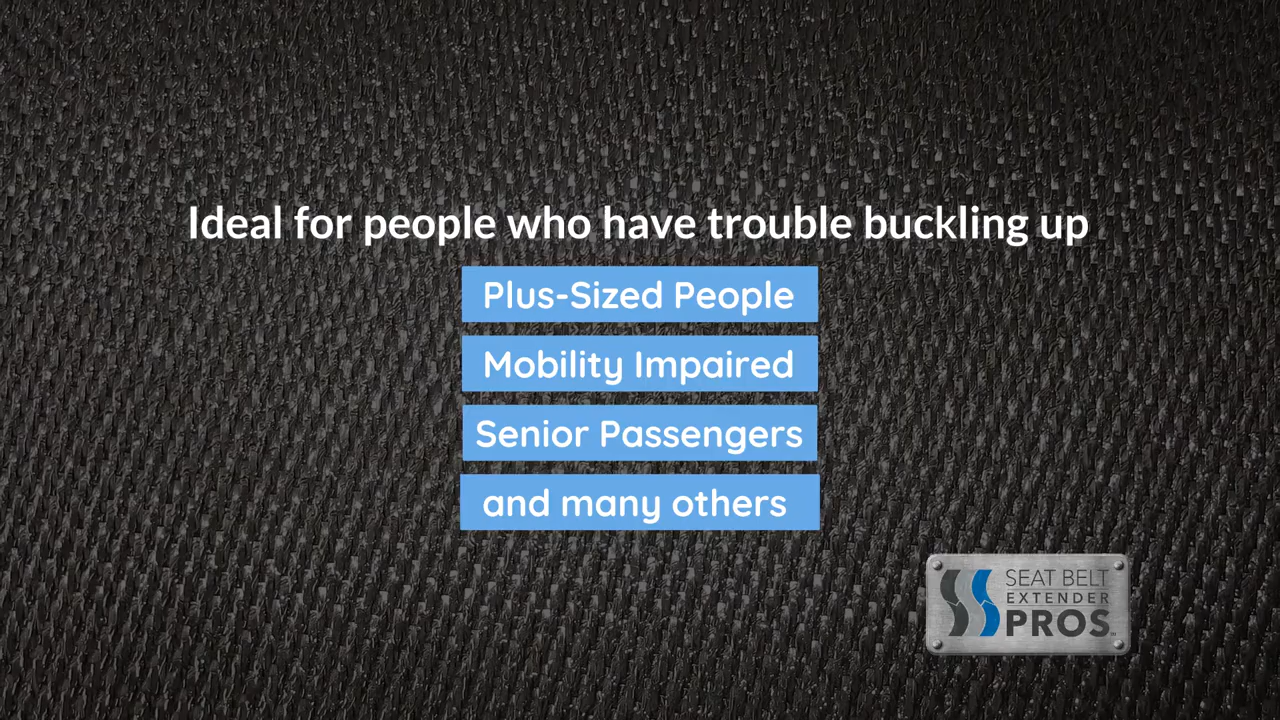 Ideal for people who have trouble buckling up
Plus-Sized People
Mobility Impaired
Senior Passengers
and many others
SEAT BELT
EXTENDER
PROS™